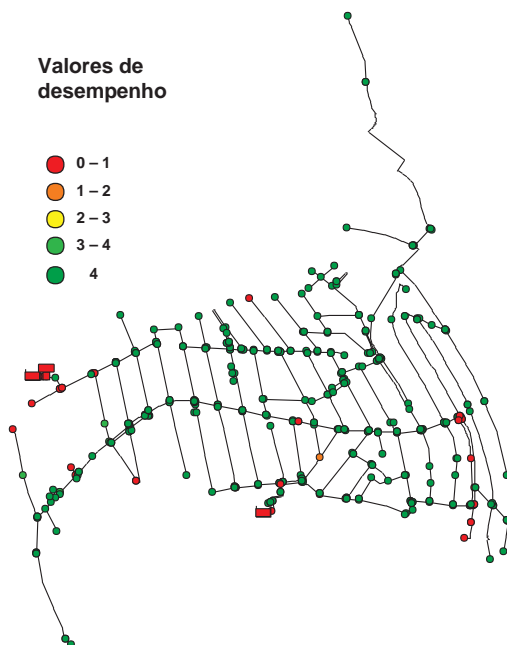 Valores de
desempenho
0 – 1
1 – 2
2 – 3
3 – 4
4